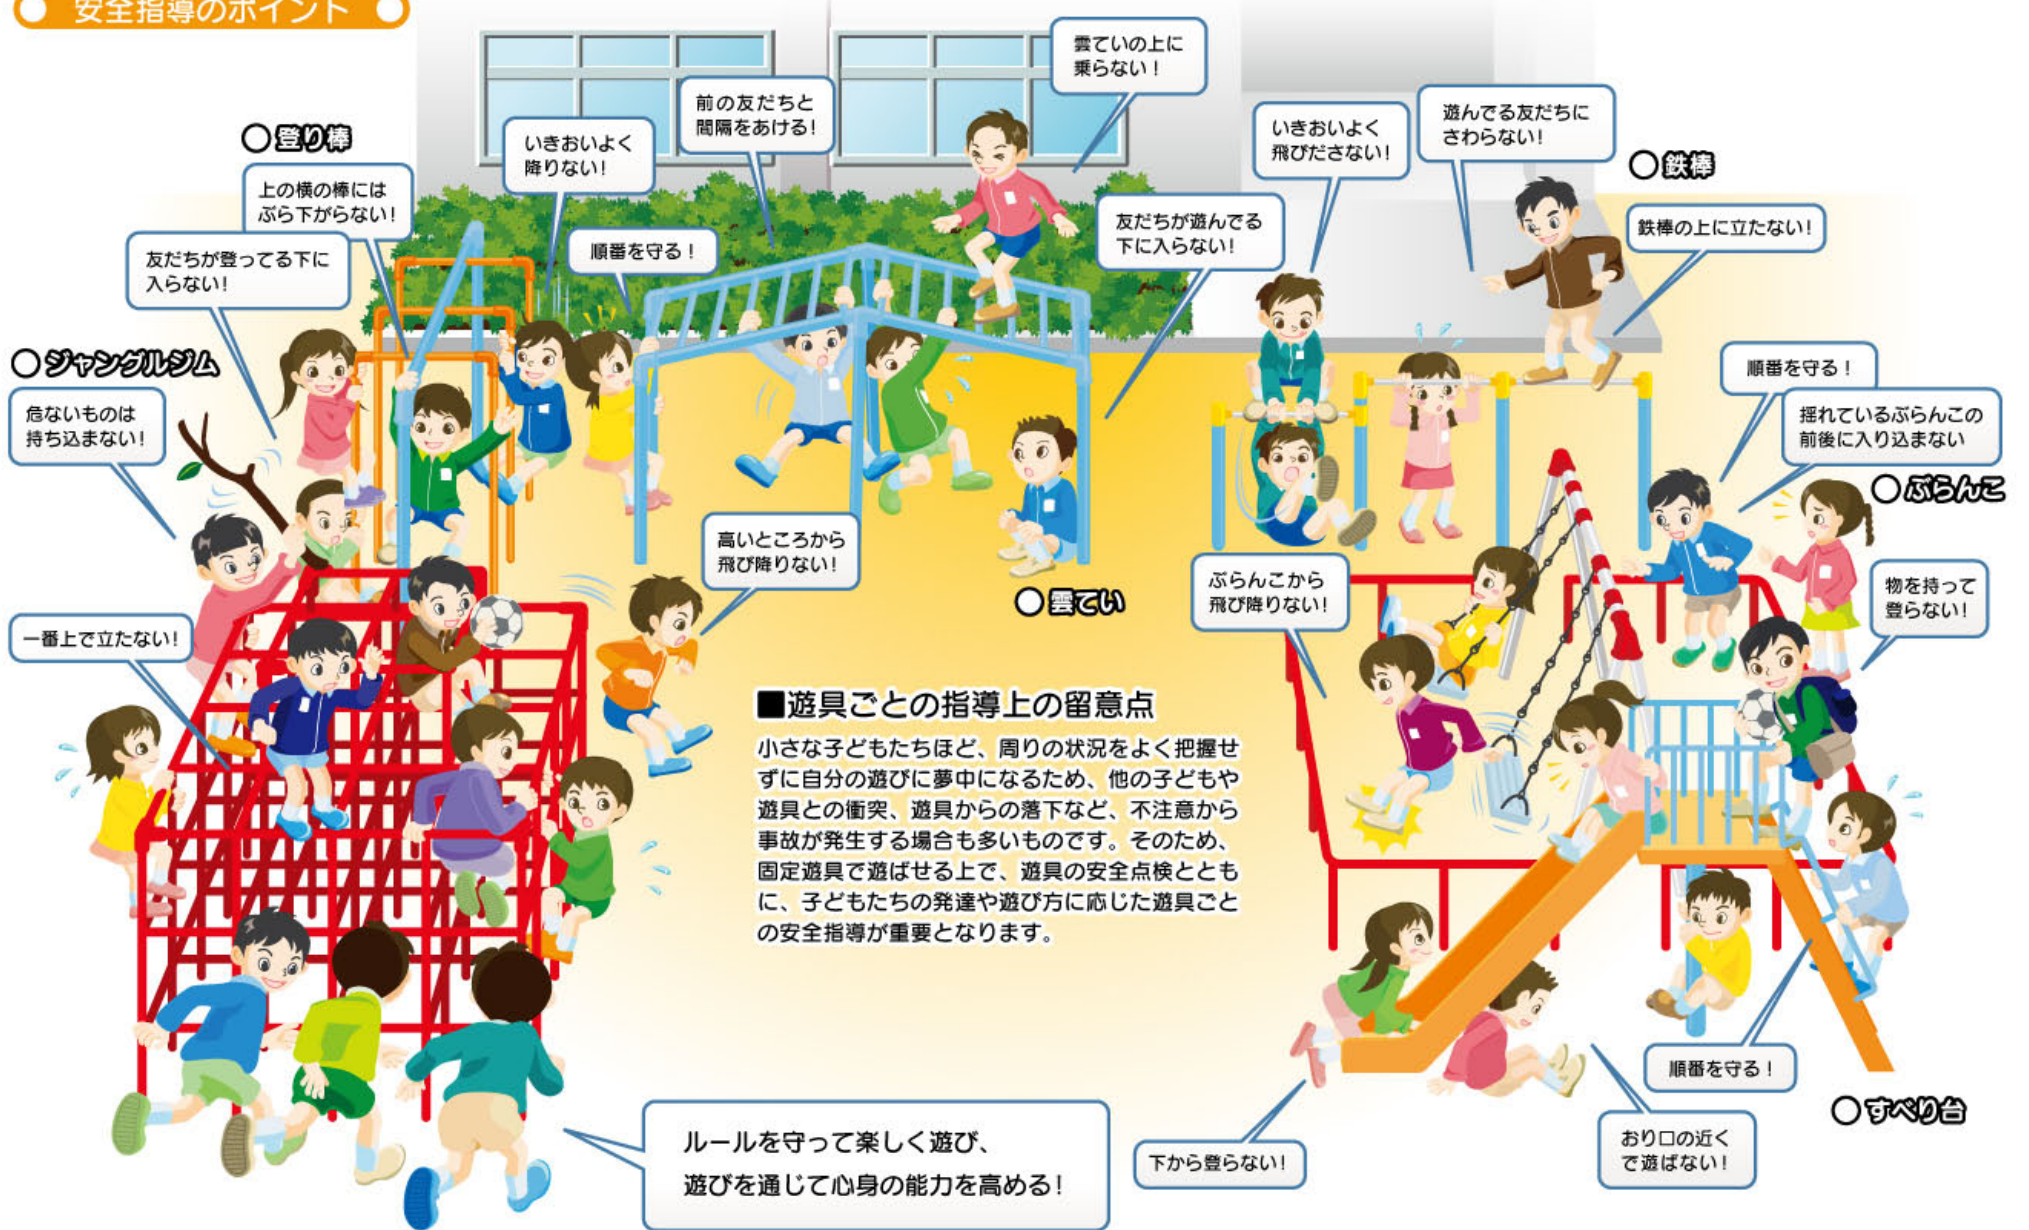 安全指導のポイント
雲ていの上に
乗らない！
前の友だちと
間隔をあける！
いきおいよく
降りない！
いきおいよく
飛びださない！
遊んでる友だちに
さわらない！
○登り棒
○鉄棒
上の横の棒には
ぶら下がらない！
友だちが登ってる下に
入らない！
順番を守る！
友だちが遊んでる
下に入らない！
鉄棒の上に立たない！
○ジャングルジム
危ないものは
持ち込まない！
順番を守る！
揺れているぶらんこの
前後に入り込まない
○ぶらんこ
高いところから
飛び降りない！
○雲てい
ぶらんこから
飛び降りない！
物を持って
登らない！
一番上で立たない！
■遊具ごとの指導上の留意点
小さな子どもたちほど、周りの状況をよく把握せ
ずに自分の遊びに夢中になるため、他の子どもや
遊具との衝突、遊具からの落下など、不注意から
事故が発生する場合も多いものです。そのため、
固定遊具で遊ばせる上で、遊具の安全点検ととも
に、子どもたちの発達や遊び方に応じた遊具ごと
の安全指導が重要となります。
順番を守る！
○すべり台
おり口の近く
で遊ばない！
下から登らない！
ルールを守って楽しく遊び、
遊びを通じて心身の能力を高める！